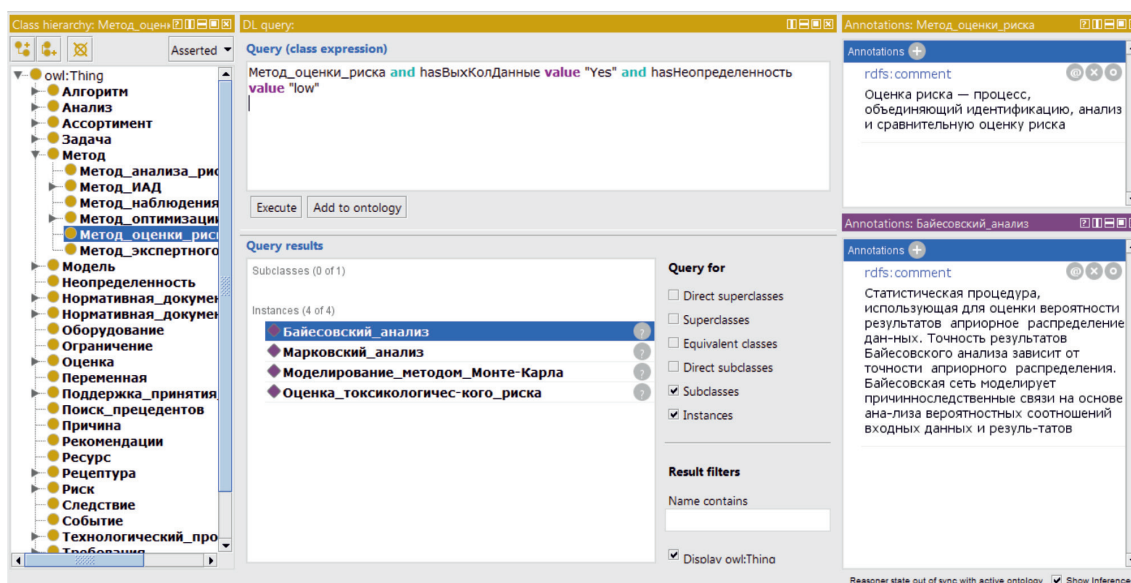 Class hierarchy: Метод_оцен
Asserted
owl:Thing
Алгоритм
Анализ
Ассортимент
Задача
Метод
Метод_анализа_рис
Метод_ИАД
Метод_наблюдения
Метод_оптимизации
Метод_оценки_рис
Метод_экспертного
Модель
Неопределенность
Нормативная_докумен
Нормативная_докумен
Оборудование
Ограничение
Оценка
Переменная
Поддержка_принятия
Поиск_прецедентов
Причина
Рекомендации
Ресурс
Рецептура
Риск
Следствие
Событие
Технологический_про
Требования
DL query:
Query (class expression)
Метод_оценки_риска and hasВыхКолДанные value "Yes" and hasНеопределенность
value "low"
Execute
Add to ontology
Query results
Subclasses (0 of 1)
Instances (4 of 4)
Байесовский_анализ
Марковский_анализ
Моделирование_методом_Монте-Карла
Оценка_токсикологичес-кого_риска
Query for
Direct superclasses
Superclasses
Equivalent classes
Direct subclasses
Subclasses
Instances
Result filters
Name contains
Display owl:Thing
Annotations: Метод_оценки_риска
Annotations
rdfs:comment
Оценка риска — процесс,
объединяющий идентификацию, анализ
и сравнительную оценку риска
Annotations: Байесовский_анализ
Annotations
rdfs:comment
Статистическая процедура,
использующая для оценки вероятности
результатов априорное распределение
дан-ных. Точность результатов
Байесовского анализа зависит от
точности априорного распределения.
Байесовская сеть моделирует
причинноследственные связи на основе
ана-лиза вероятностных соотношений
входных данных и резуль-татов
Reasoner state out of sync with active ontology
Show Inference